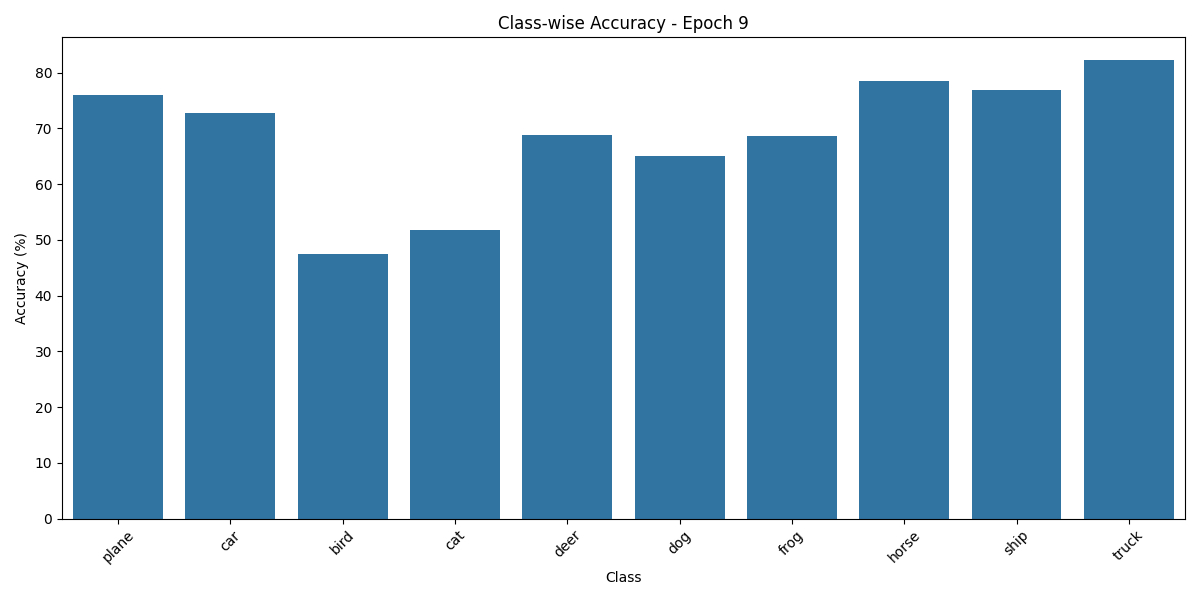 Class-wise Accuracy - Epoch 9
Accuracy (%)
80
70
60
50
40
30
20
10
0
plane
car
bird
cat
deer
dog
frog
horse
ship
truck
Class